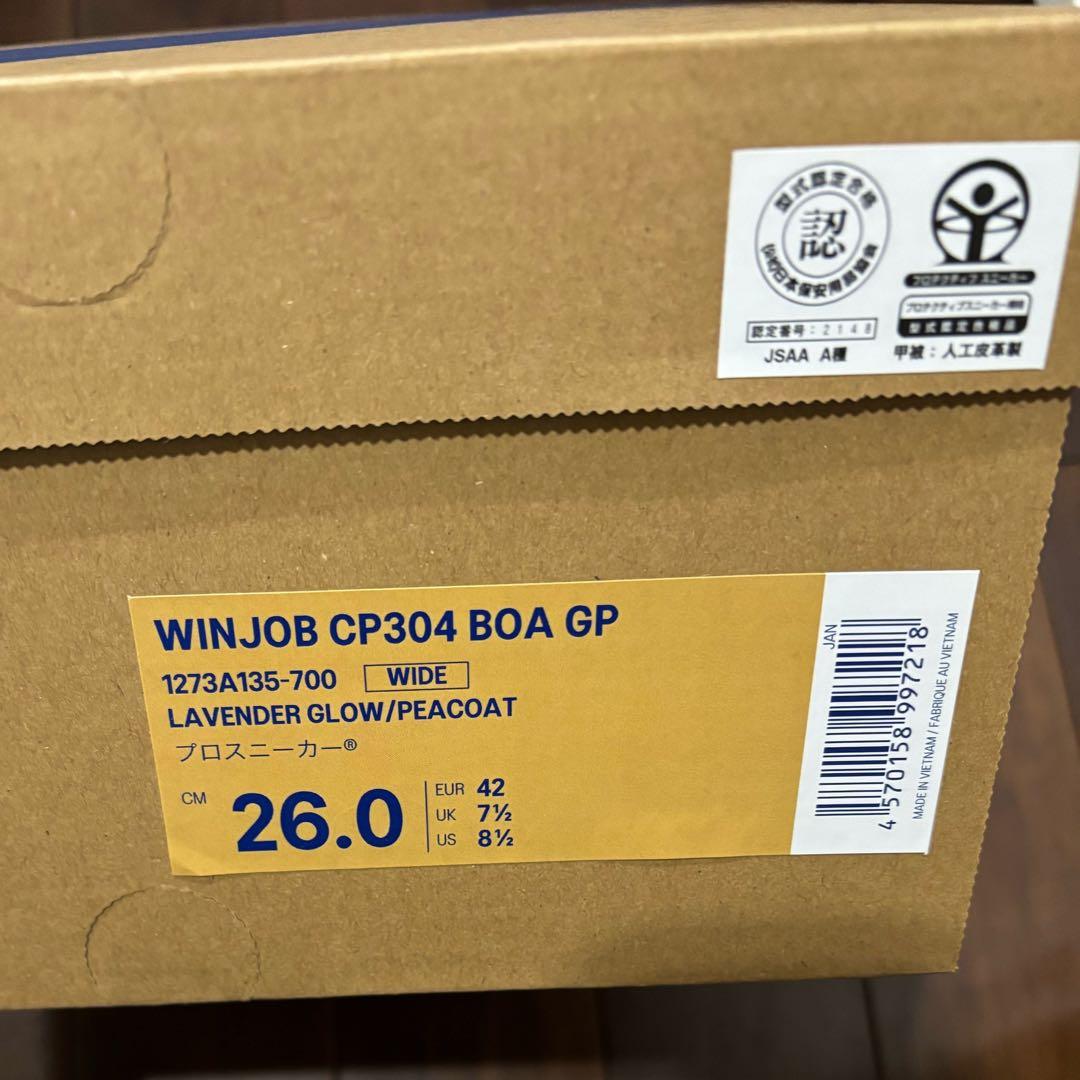 型式認定合格
認
(公社)日本保安用品協会
認定番号:2148
JSAA A種
プロテクティブ スニーカー
プロテクティブスニーカー規格
型式認定合格品
甲被:人工皮革製
WINJOB CP304 BOA GP
1273A135-700 WIDE
LAVENDER GLOW/PEACOAT
プロスニーカー®
CM 26.0
EUR 42
UK 7½
US 8½
JAN
4 570158 997218
MADE IN VIETNAM / FABRIQUE AU VIETNAM